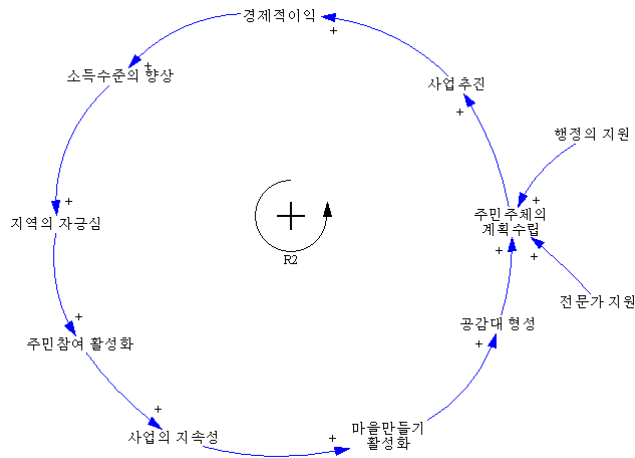 경제적이익
+
소득수준의 향상
+
사업 추진
+
행정의 지원
+
주민 주체의
계획수립
+
+
지역의 자긍심
+
R2
전문가 지원
공감대 형성
+
주민참여 활성화
+
사업의 지속성
+
마을만들기
활성화
+